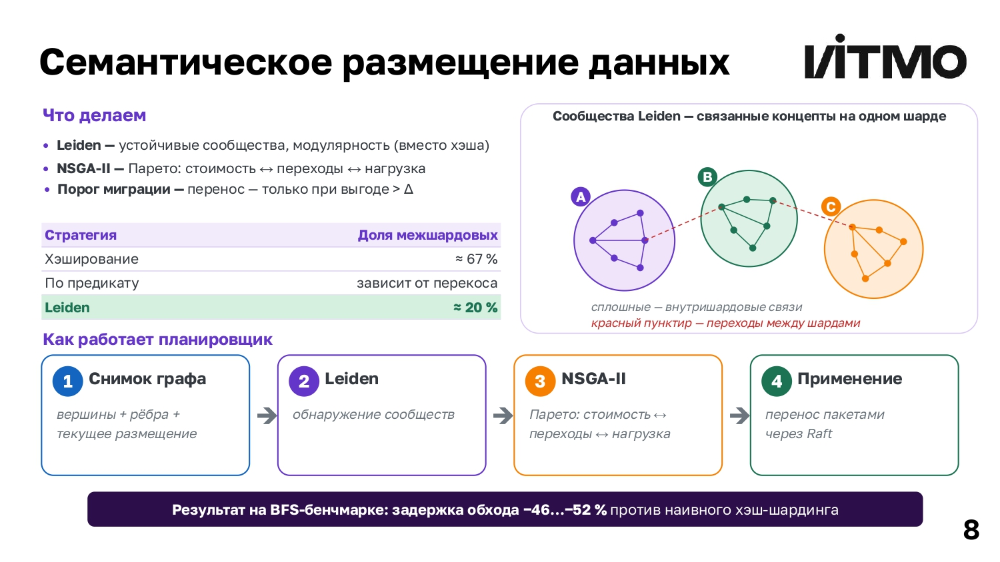 Семантическое размещение данных
ITMO
Что делаем
• Leiden — устойчивые сообщества, модулярность (вместо хэша)
• NSGA-II — Парето: стоимость ↔ переходы ↔ нагрузка
• Порог миграции — перенос — только при выгоде > Δ
Стратегия Доля межшардовых
Хэширование ≈ 67 %
По предикату зависит от перекоса
Leiden ≈ 20 %
Сообщества Leiden — связанные концепты на одном шарде
A
B
C
сплошные — внутришардовые связи
красный пунктир — переходы между шардами
Как работает планировщик
1 Снимок графа
вершины + рёбра +
текущее размещение
2 Leiden
обнаружение сообществ
3 NSGA-II
Парето: стоимость ↔
переходы ↔ нагрузка
4 Применение
перенос пакетами
через Raft
Результат на BFS-бенчмарке: задержка обхода −46…−52 % против наивного хэш-шардинга
8